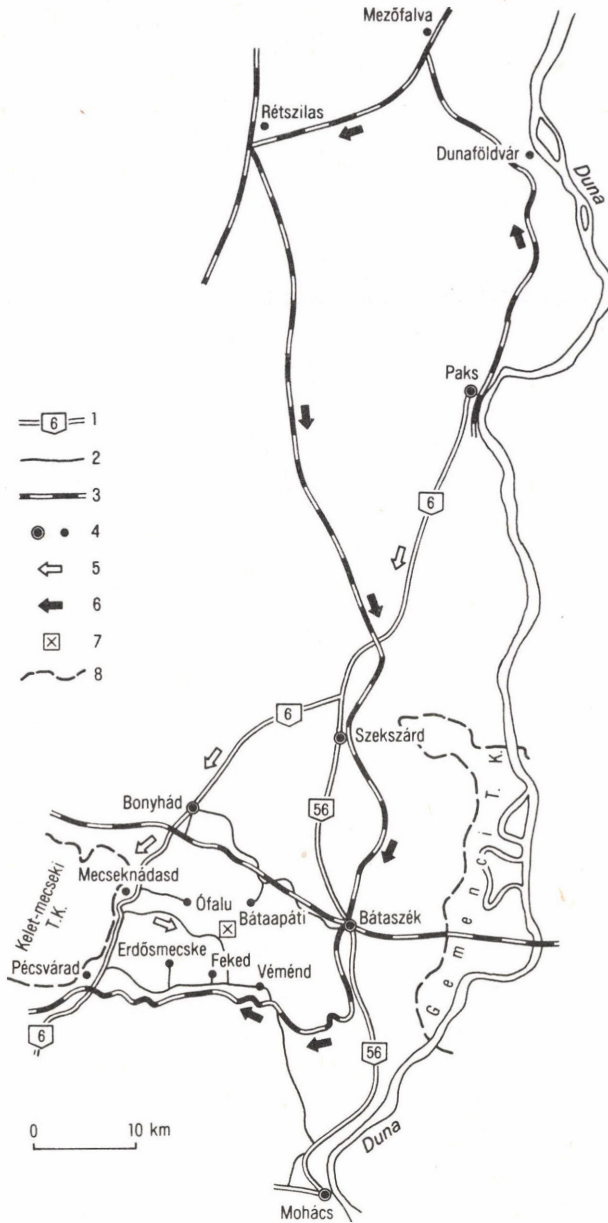 Mezőfalva
Rétszilas
Dunaföldvár
Duna
Paks
6 1
2
3
4
5
6
7
8
6
6
Szekszárd
56
Bonyhád
Mecseknádasd
Kelet-mecseki
T.K.
Ófalu
Bátaapáti
Bátaszék
Gemenci T. K.
Pécsvárad
Erdősmecske
Feked
Véménd
6
56
0 10 km
Duna
Mohács